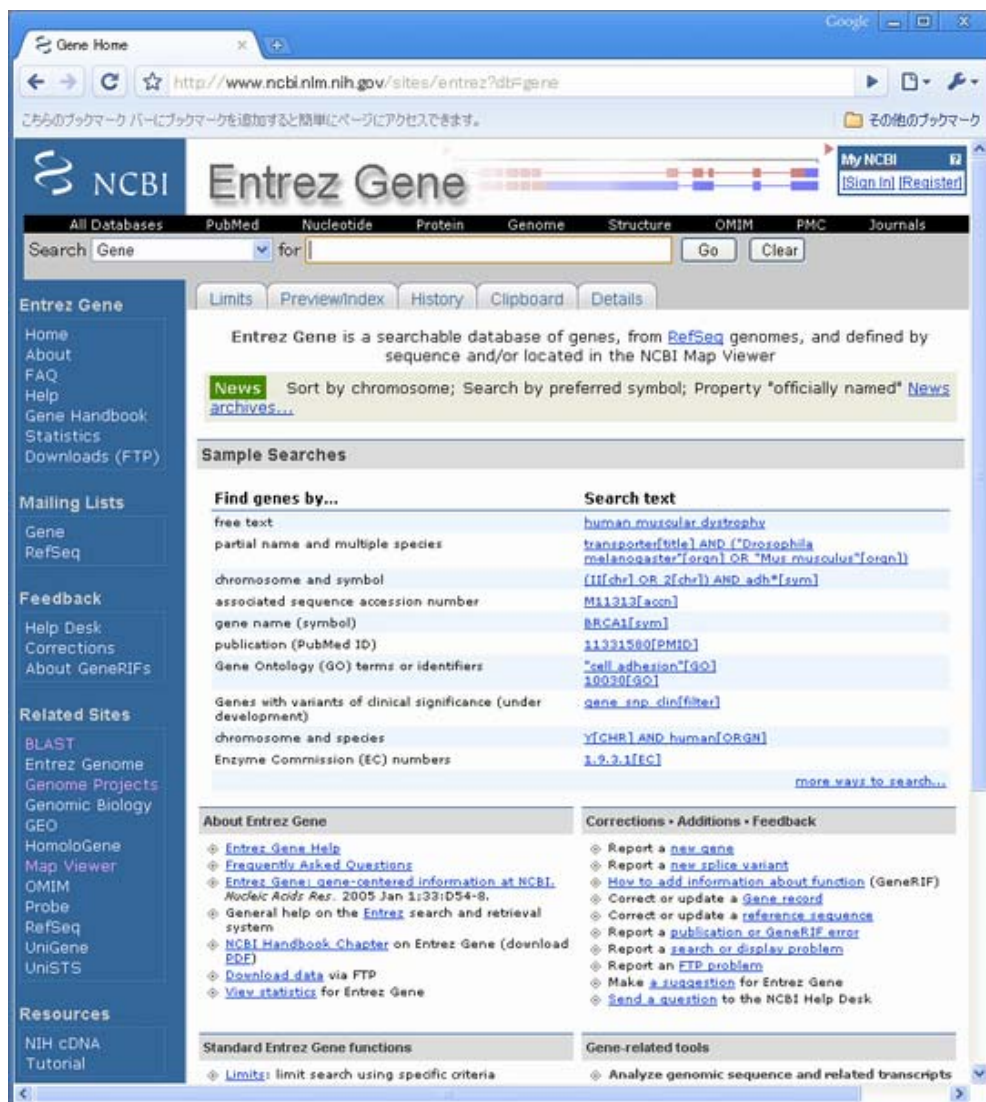 Google
Gene Home
http://www.ncbi.nlm.nih.gov/sites/entrez?db=gene
こちらのブックマーク バーにブックマークを追加すると簡単にページにアクセスできます。
その他のブックマーク
NCBI
Entrez Gene
My NCBI
[Sign In] [Register]
All Databases PubMed Nucleotide Protein Genome Structure OMIM PMC Journals
Search Gene for Go Clear
Limits Preview/Index History Clipboard Details
Entrez Gene
Home
About
FAQ
Help
Gene Handbook
Statistics
Downloads (FTP)
Mailing Lists
Gene
RefSeq
Feedback
Help Desk
Corrections
About GeneRIFs
Related Sites
BLAST
Entrez Genome
Genome Projects
Genomic Biology
GEO
HomoloGene
Map Viewer
OMIM
Probe
RefSeq
UniGene
UniSTS
Resources
NIH cDNA
Tutorial
Entrez Gene is a searchable database of genes, from RefSeq genomes, and defined by
sequence and/or located in the NCBI Map Viewer
News Sort by chromosome; Search by preferred symbol; Property "officially named" News
archives...
Sample Searches
Find genes by... Search text
free text human muscular dystrophy
partial name and multiple species transporter[title] AND ("Drosophila
melanogaster"[orgn] OR "Mus musculus"[orgn])
chromosome and symbol (II[chr] OR 2[chr]) AND adh*[sym]
associated sequence accession number M11313[accn]
gene name (symbol) BRCA1[sym]
publication (PubMed ID) 11331580[PMID]
Gene Ontology (GO) terms or identifiers "cell adhesion"[GO]
10030[GO]
Genes with variants of clinical significance (under gene_snp_clin[filter]
development)
chromosome and species Y[CHR] AND human[ORGN]
Enzyme Commission (EC) numbers 1.9.3.1[EC]
more ways to search...
About Entrez Gene
Entrez Gene Help
Frequently Asked Questions
Entrez Gene: gene-centered information at NCBI.
Nucleic Acids Res. 2005 Jan 1;33:D54-8.
General help on the Entrez search and retrieval
system
NCBI Handbook Chapter on Entrez Gene (download
PDF)
Download data via FTP
View statistics for Entrez Gene
Corrections • Additions • Feedback
Report a new gene
Report a new splice variant
How to add information about function (GeneRIF)
Correct or update a Gene record
Correct or update a reference sequence
Report a publication or GeneRIF error
Report a search or display problem
Report an FTP problem
Make a suggestion for Entrez Gene
Send a question to the NCBI Help Desk
Standard Entrez Gene functions
Limits: limit search using specific criteria
Gene-related tools
Analyze genomic sequence and related transcripts